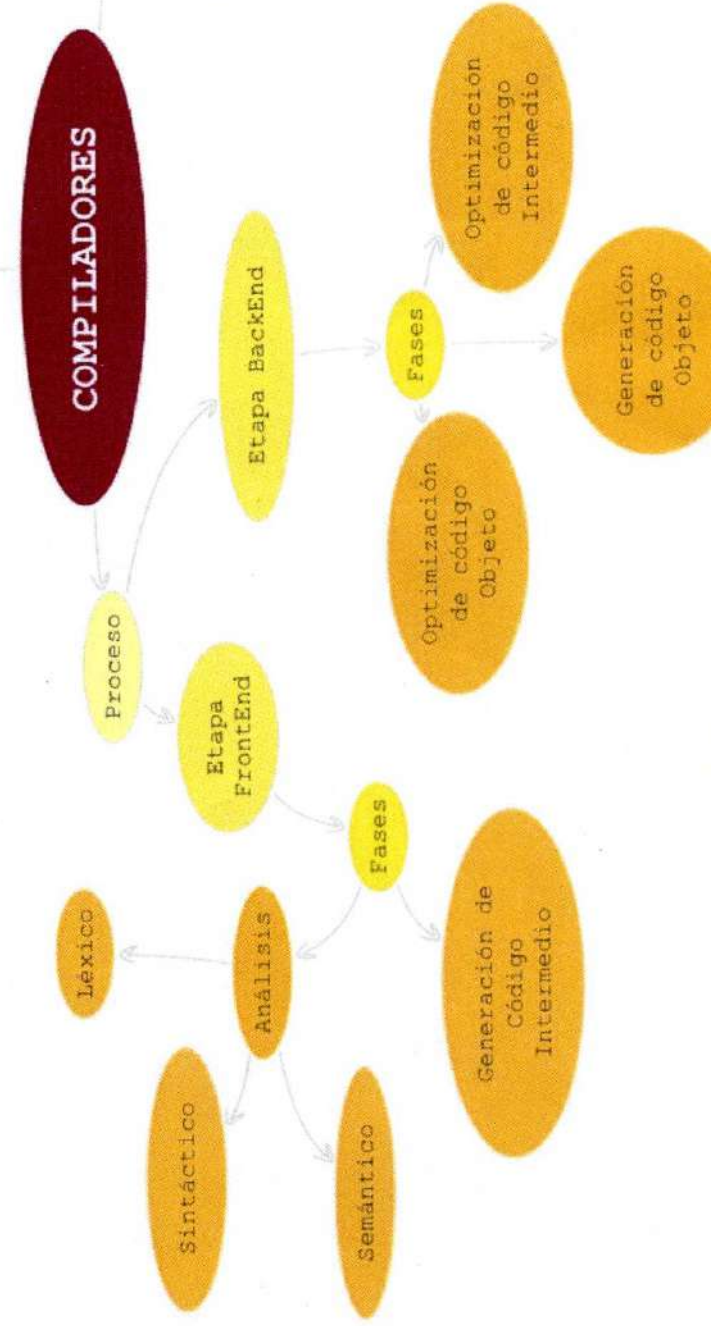 COMPILADORES
Proceso
Etapa
FrontEnd
Etapa BackEnd
Fases
Léxico
Análisis
Sintáctico
Semántico
Generación de
Código
Intermedio
Fases
Optimización
de código
Objeto
Generación
de código
Objeto
Optimización
de código
Intermedio